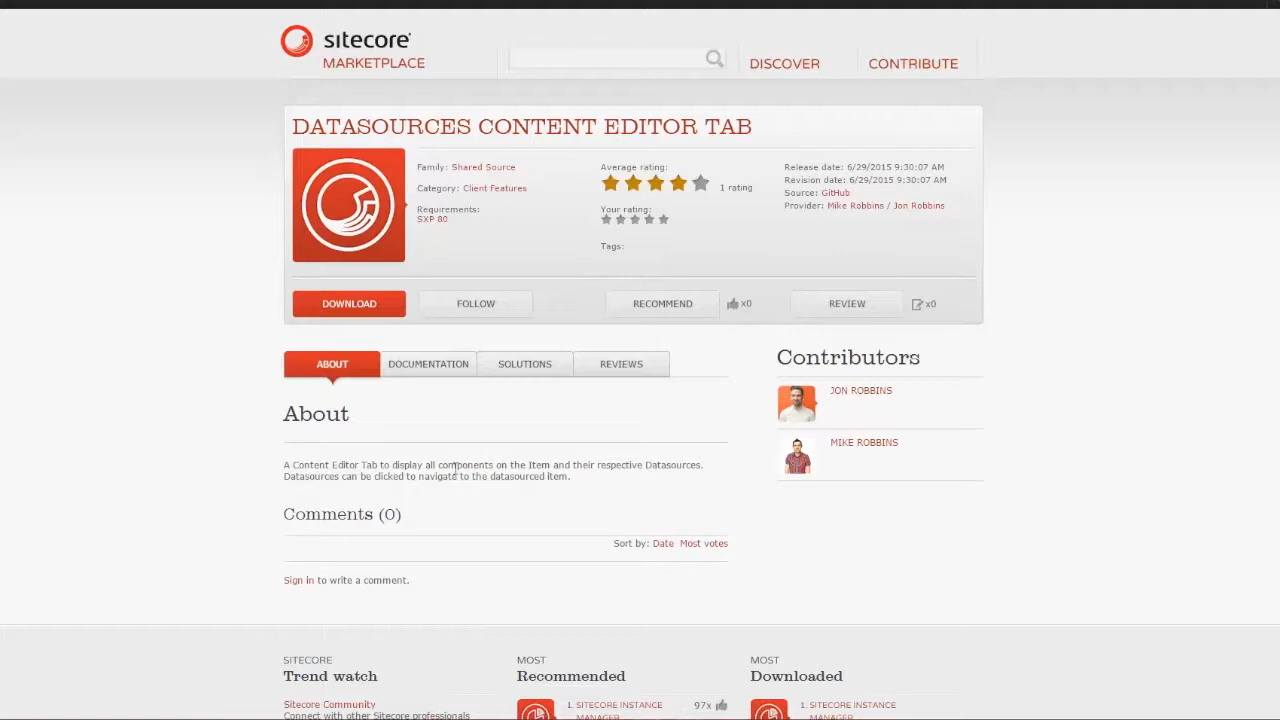 sitecore
MARKETPLACE
DISCOVER
CONTRIBUTE
DATASOURCES CONTENT EDITOR TAB
Family: Shared Source
Category: Client Features
Requirements:
SXP 80
Average rating:
1 rating
Your rating:
Tags:
Release date: 6/29/2015 9:30:07 AM
Revision date: 6/29/2015 9:30:07 AM
Source: GitHub
Provider: Mike Robbins / Jon Robbins
DOWNLOAD
FOLLOW
RECOMMEND
x0
REVIEW
x0
ABOUT
DOCUMENTATION
SOLUTIONS
REVIEWS
About
A Content Editor Tab to display all components on the Item and their respective Datasources.
Datasources can be clicked to navigate to the datasourced item.
Comments (0)
Sort by: Date Most votes
Sign in to write a comment.
Contributors
JON ROBBINS
MIKE ROBBINS
SITECORE
Trend watch
Sitecore Community
Connect with other Sitecore professionals
MOST
Recommended
1. SITECORE INSTANCE
MANAGER
97x
MOST
Downloaded
1. SITECORE INSTANCE
MANAGER